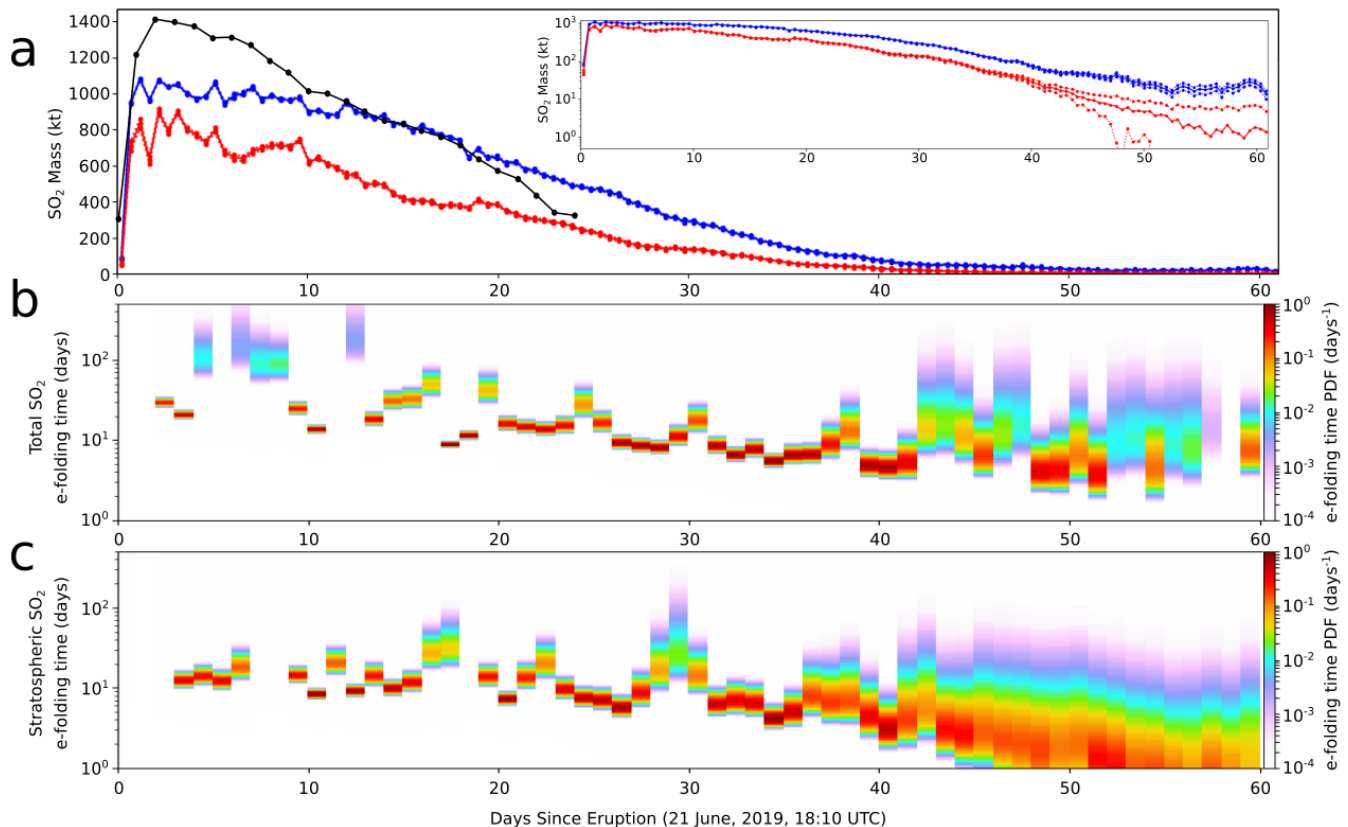 a
SO₂ Mass (kt)
1400
1200
1000
800
600
400
200
0
0 10 20 30 40 50 60
SO₂ Mass (kt)
10³
10²
10¹
10⁰
0 10 20 30 40 50 60
b
Total SO₂
e-folding time (days)
10²
10¹
10⁰
0 10 20 30 40 50 60
10⁰
10⁻¹
10⁻²
10⁻³
10⁻⁴
e-folding time PDF (days⁻¹)
c
Stratospheric SO₂
e-folding time (days)
10²
10¹
10⁰
0 10 20 30 40 50 60
10⁰
10⁻¹
10⁻²
10⁻³
10⁻⁴
e-folding time PDF (days⁻¹)
Days Since Eruption (21 June, 2019, 18:10 UTC)